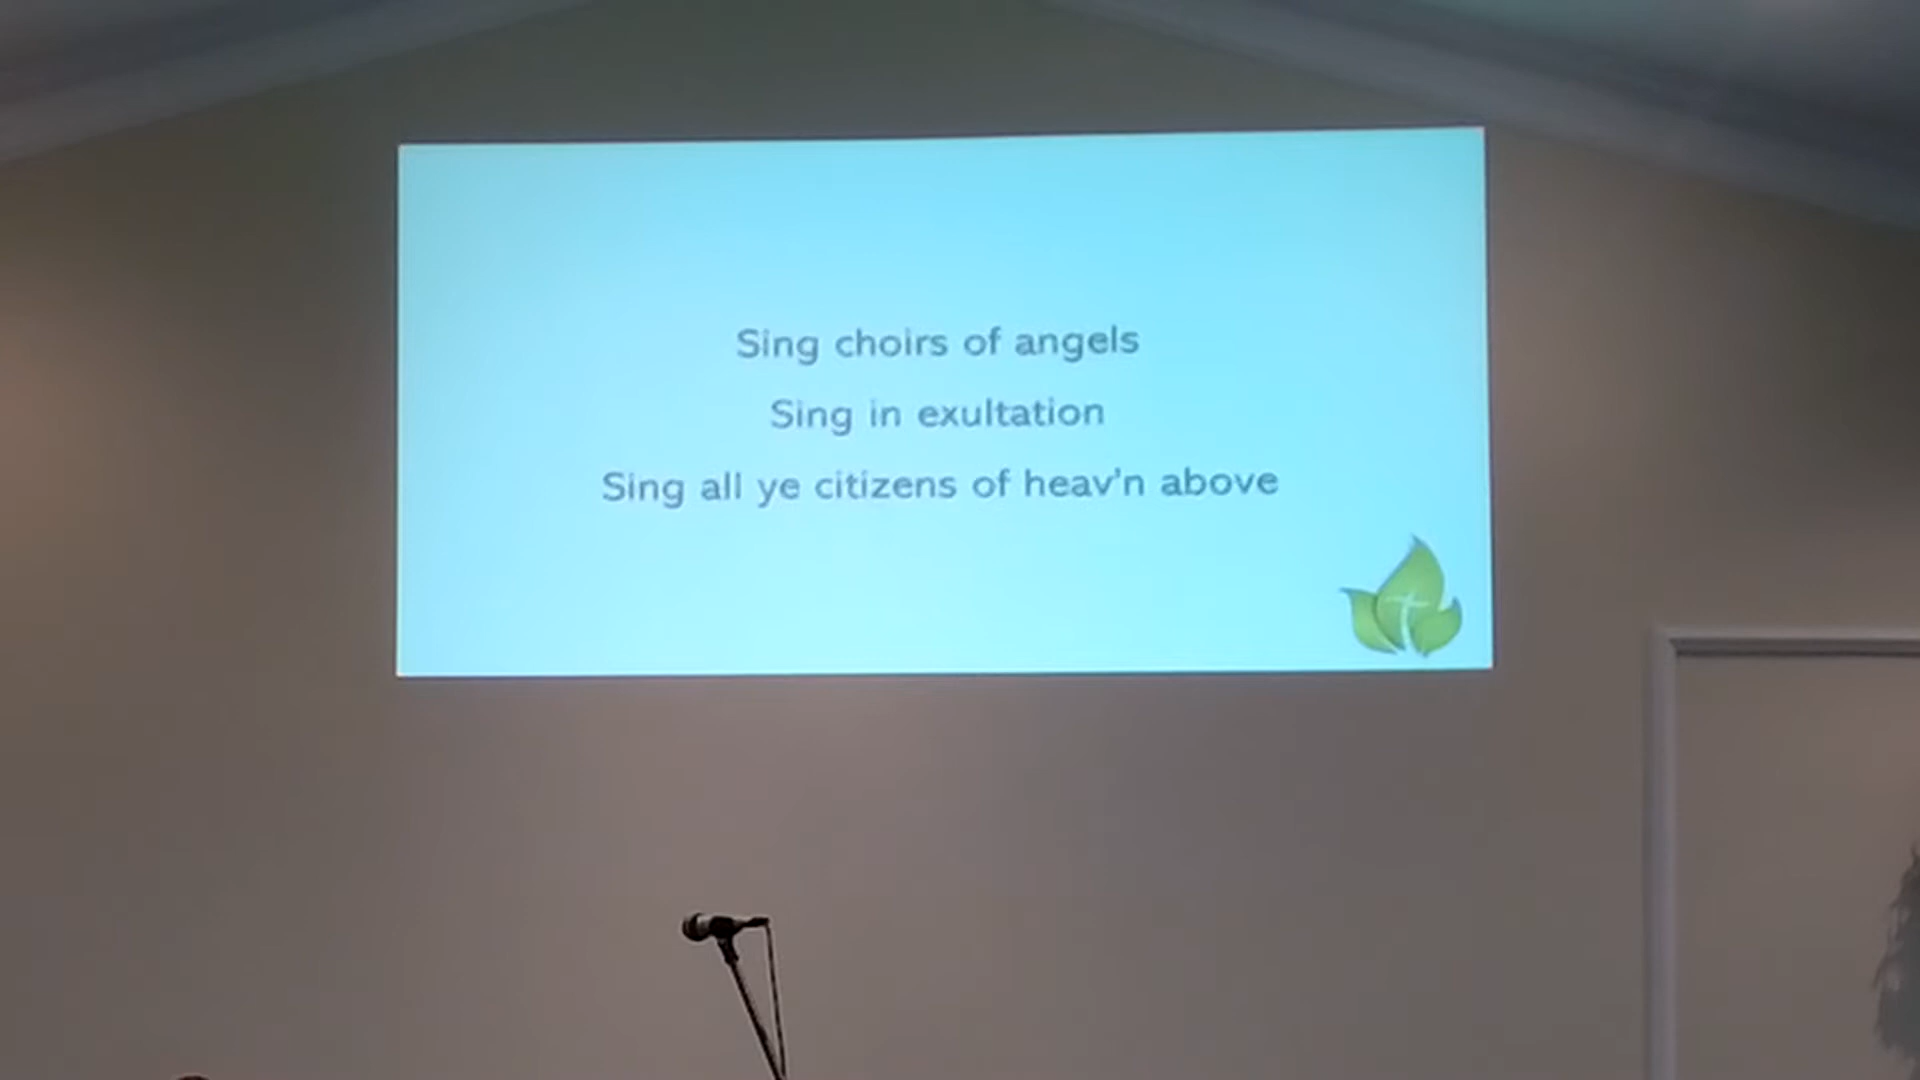 Sing choirs of angels
Sing in exultation
Sing all ye citizens of heav'n above